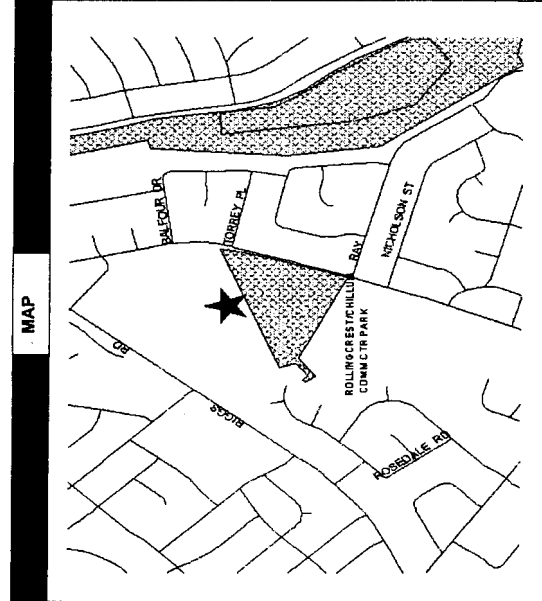 MAP
BALFOUR DR
TORREY PL
RIGGS
RD
RAY
NICHOLSON ST
ROLLINGCREST/CHILLUM
COMM CTR PARK
ROSEDALE RD